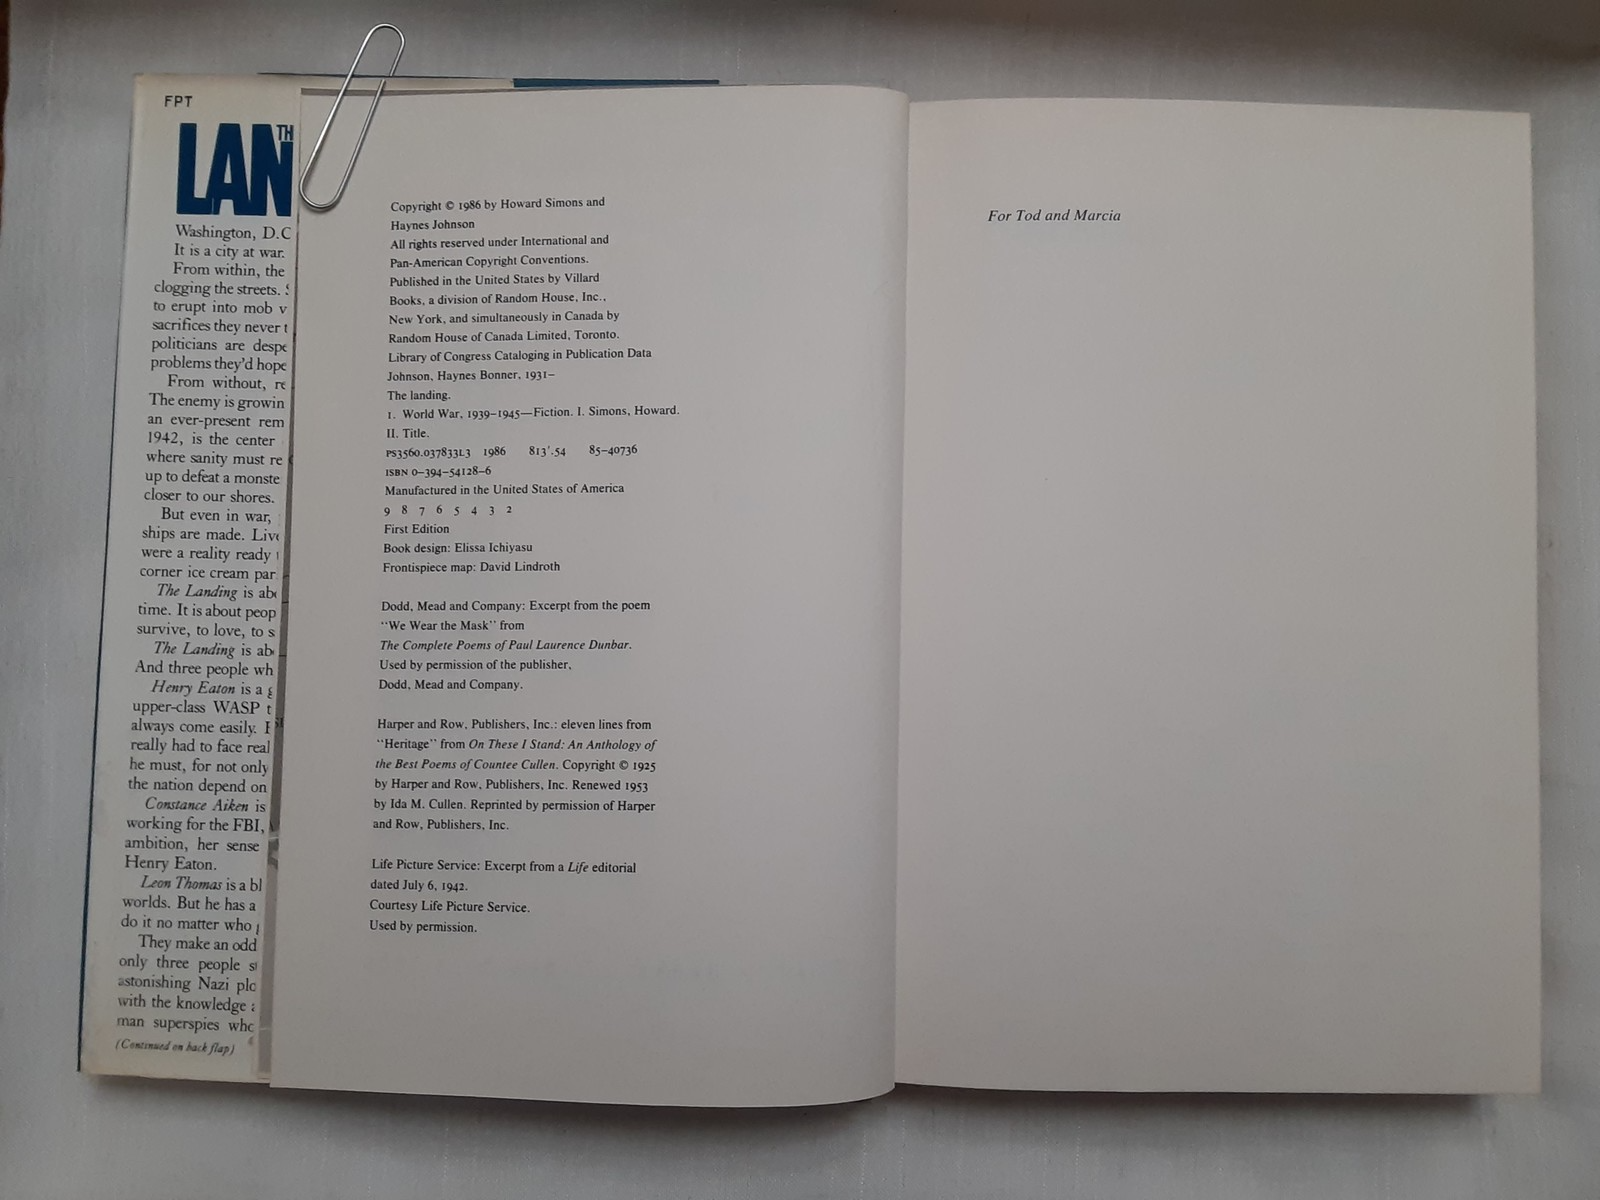 FPT
TH
LAN
Washington, D.C
It is a city at war.
From within, the
clogging the streets.
to erupt into mob v
sacrifices they never t
politicians are despe
problems they'd hope
From without, re
The enemy is growin
an ever-present rem
1942, is the center
where sanity must re
up to defeat a monste
closer to our shores.
But even in war,
ships are made. Live
were a reality ready
corner ice cream par
The Landing is abo
time. It is about peop
survive, to love, to s
The Landing is abo
And three people wh
Henry Eaton is a g
upper-class WASP t
always come easily.
really had to face real
he must, for not only
the nation depend on
Constance Aiken is
working for the FBI,
ambition, her sense
Henry Eaton.
Leon Thomas is a bl
worlds. But he has a
do it no matter who
They make an odd
only three people s
astonishing Nazi plo
with the knowledge
man superspies who
(Continued on back flap)
Copyright © 1986 by Howard Simons and
Haynes Johnson
All rights reserved under International and
Pan-American Copyright Conventions.
Published in the United States by Villard
Books, a division of Random House, Inc.,
New York, and simultaneously in Canada by
Random House of Canada Limited, Toronto.
Library of Congress Cataloging in Publication Data
Johnson, Haynes Bonner, 1931–
The landing.
1. World War, 1939–1945—Fiction. I. Simons, Howard.
II. Title.
PS3560.O37833L3 1986 813'.54 85–40736
ISBN 0–394–54128–6
Manufactured in the United States of America
9 8 7 6 5 4 3 2
First Edition
Book design: Elissa Ichiyasu
Frontispiece map: David Lindroth
Dodd, Mead and Company: Excerpt from the poem
"We Wear the Mask" from
The Complete Poems of Paul Laurence Dunbar.
Used by permission of the publisher,
Dodd, Mead and Company.
Harper and Row, Publishers, Inc.: eleven lines from
"Heritage" from On These I Stand: An Anthology of
the Best Poems of Countee Cullen. Copyright © 1925
by Harper and Row, Publishers, Inc. Renewed 1953
by Ida M. Cullen. Reprinted by permission of Harper
and Row, Publishers, Inc.
Life Picture Service: Excerpt from a Life editorial
dated July 6, 1942.
Courtesy Life Picture Service.
Used by permission.
For Tod and Marcia